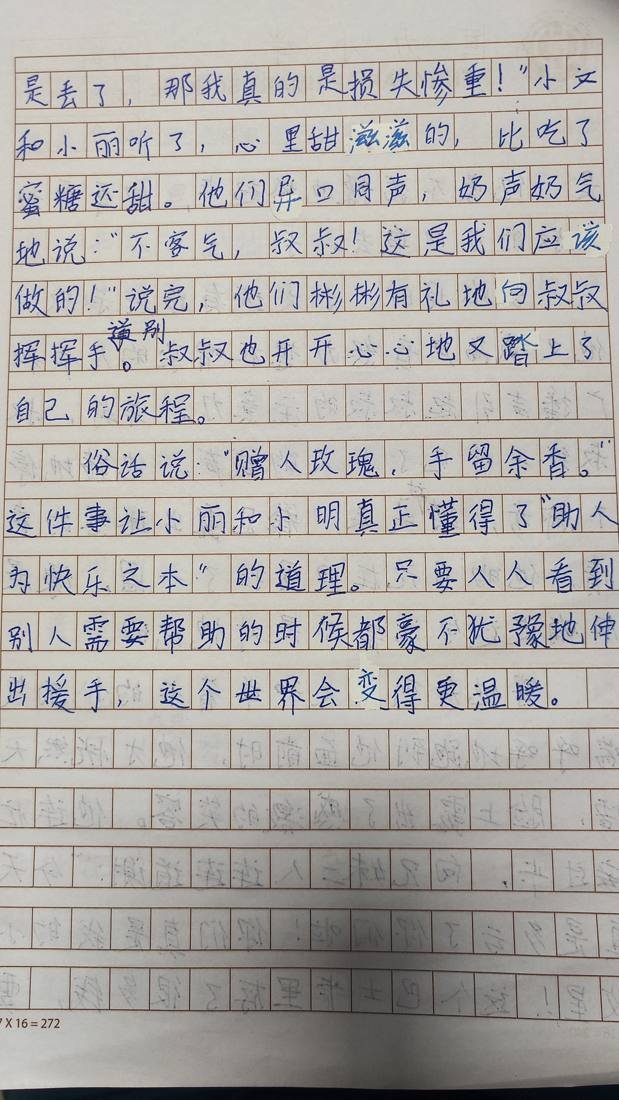 是丢了，那我真的是损失惨重！”小文
和小丽听了，心里甜滋滋的，比吃了
蜜糖还甜。他们异口同声，奶声奶气
地说：“不客气，叔叔！这是我们应该
做的！”说完，他们彬彬有礼地向叔叔
挥挥手道别。叔叔也开开心心地又踏上了
自己的旅程。
俗话说：“赠人玫瑰，手留余香。”
这件事让小丽和小明真正懂得了“助人
为快乐之本”的道理。只要人人看到
别人需要帮助的时候都豪不犹豫地伸
出援手，这个世界会变得更温暖。
7 X 16 = 272